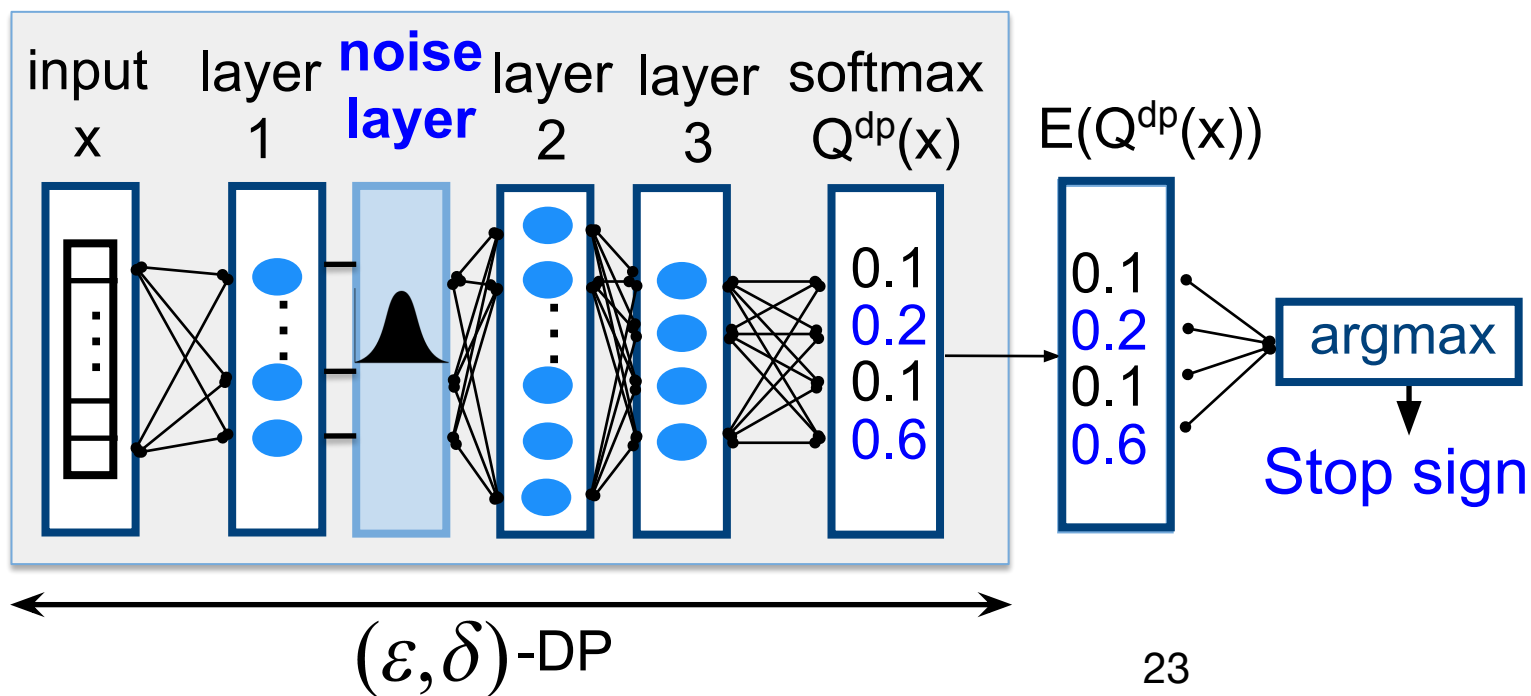 input
x
layer
1
noise
layer
layer
2
layer
3
softmax
Q^dp(x)
0.1
0.2
0.1
0.6
E(Q^dp(x))
0.1
0.2
0.1
0.6
argmax
Stop sign
(ε,δ)-DP
23